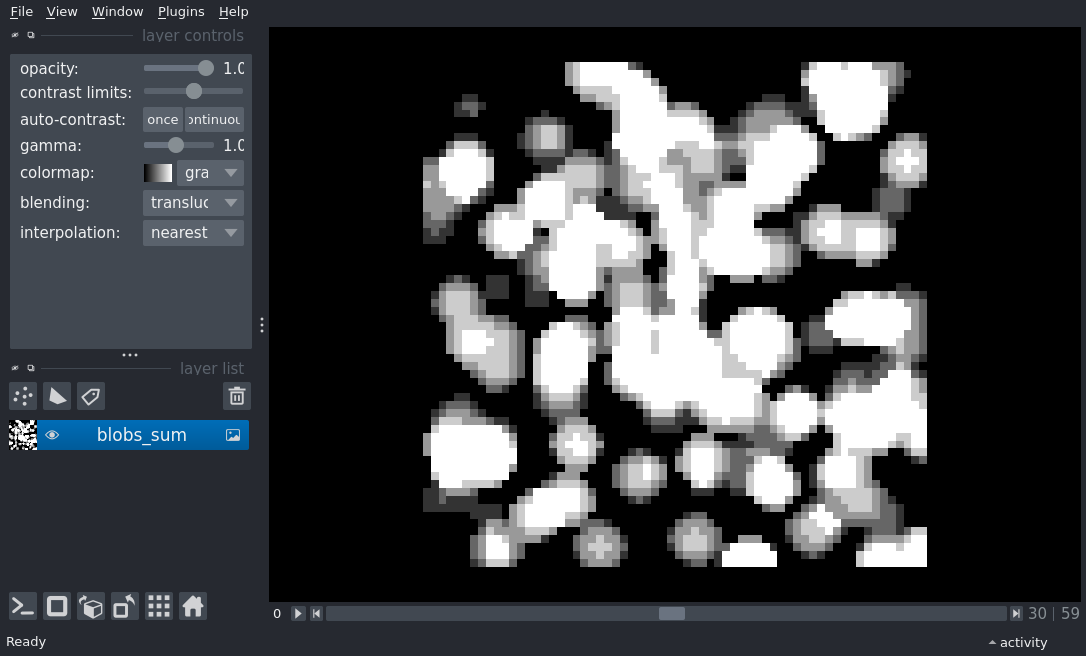 File View Window Plugins Help
layer controls
opacity: 1.0
contrast limits:
auto-contrast: once ontinuou
gamma: 1.0
colormap: gra
blending: transluc
interpolation: nearest
layer list
blobs_sum
0 30 | 59
Ready activity